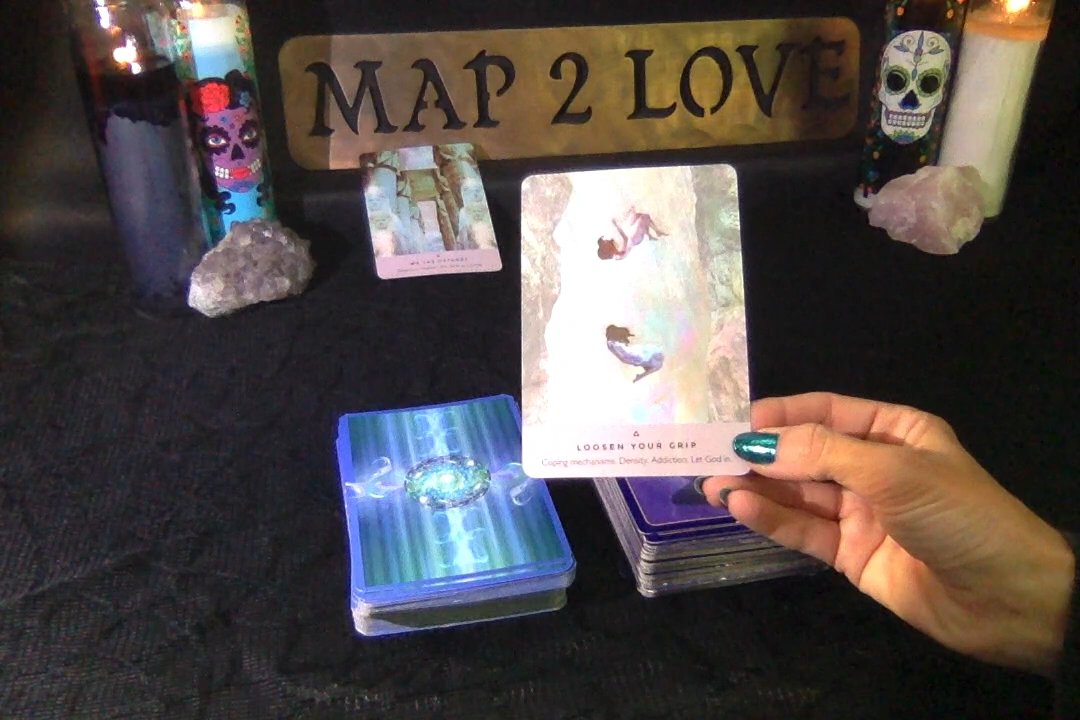 MAP 2 LOVE
LOOSEN YOUR GRIP
Coping mechanisms. Density. Addiction. Let God in.